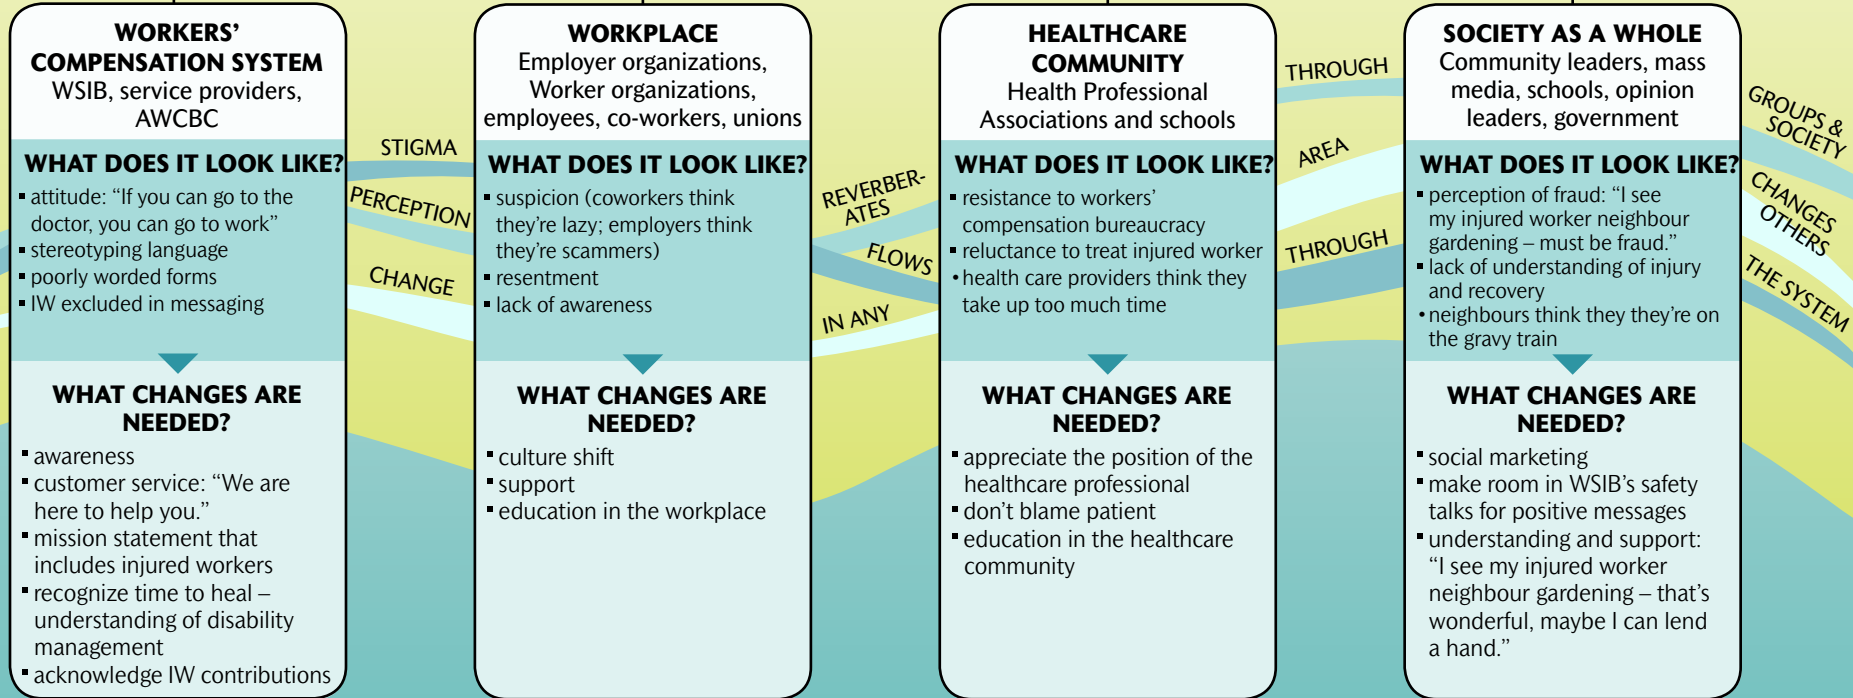 WORKERS'
COMPENSATION SYSTEM
WSIB, service providers,
AWCBC
WHAT DOES IT LOOK LIKE?
▪ attitude: “If you can go to the
doctor, you can go to work”
▪ stereotyping language
▪ poorly worded forms
▪ IW excluded in messaging
WHAT CHANGES ARE
NEEDED?
▪ awareness
▪ customer service: “We are
here to help you.”
▪ mission statement that
includes injured workers
▪ recognize time to heal –
understanding of disability
management
▪ acknowledge IW contributions
STIGMA
PERCEPTION
CHANGE
WORKPLACE
Employer organizations,
Worker organizations,
employees, co-workers, unions
WHAT DOES IT LOOK LIKE?
▪ suspicion (coworkers think
they’re lazy; employers think
they’re scammers)
▪ resentment
▪ lack of awareness
WHAT CHANGES ARE
NEEDED?
▪ culture shift
▪ support
▪ education in the workplace
REVERBER-
ATES
FLOWS
IN ANY
HEALTHCARE
COMMUNITY
Health Professional
Associations and schools
WHAT DOES IT LOOK LIKE?
▪ resistance to workers’
compensation bureaucracy
▪ reluctance to treat injured worker
• health care providers think they
take up too much time
WHAT CHANGES ARE
NEEDED?
▪ appreciate the position of the
healthcare professional
▪ don’t blame patient
▪ education in the healthcare
community
THROUGH
AREA
THROUGH
SOCIETY AS A WHOLE
Community leaders, mass
media, schools, opinion
leaders, government
WHAT DOES IT LOOK LIKE?
▪ perception of fraud: “I see
my injured worker neighbour
gardening – must be fraud.”
▪ lack of understanding of injury
and recovery
• neighbours think they they’re on
the gravy train
WHAT CHANGES ARE
NEEDED?
▪ social marketing
▪ make room in WSIB’s safety
talks for positive messages
▪ understanding and support:
“I see my injured worker
neighbour gardening – that’s
wonderful, maybe I can lend
a hand.”
GROUPS &
SOCIETY
CHANGES
OTHERS
THE SYSTEM